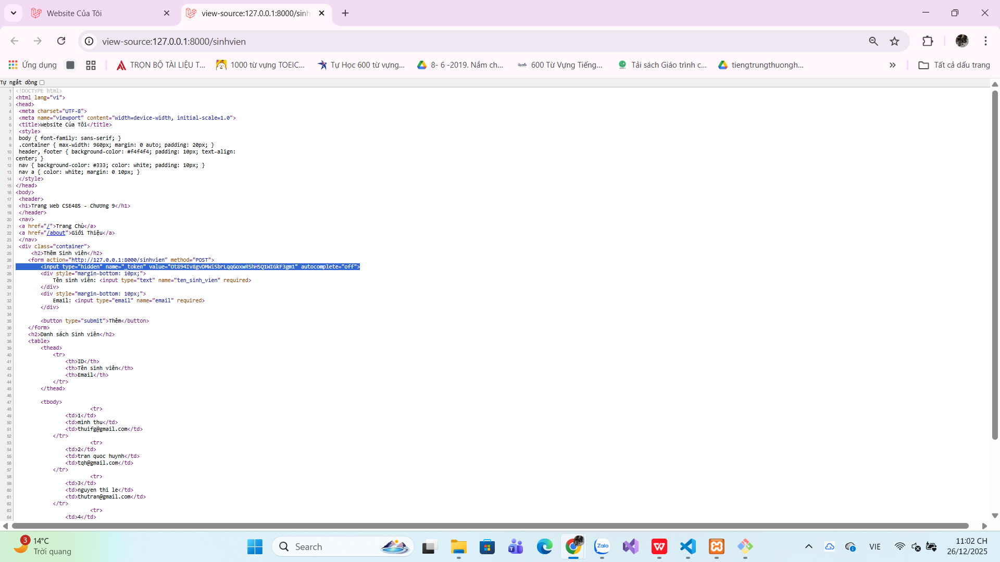 Website Của Tôi
view-source:127.0.0.1:8000/sinh
view-source:127.0.0.1:8000/sinhvien
Ứng dụng
TRỌN BỘ TÀI LIỆU T...
1000 từ vựng TOEIC...
Tự Học 600 từ vựng...
8- 6 -2019. Nắm ch...
600 Từ Vựng Tiếng...
Tải sách Giáo trình c...
tiengtrungthuongh...
Tất cả dấu trang
Tự ngắt dòng
1 <!DOCTYPE html>
2 <html lang="vi">
3 <head>
4 <meta charset="UTF-8">
5 <meta name="viewport" content="width=device-width, initial-scale=1.0">
6 <title>Website Của Tôi</title>
7 <style>
8 body { font-family: sans-serif; }
9 .container { max-width: 960px; margin: 0 auto; padding: 20px; }
10 header, footer { background-color: #f4f4f4; padding: 10px; text-align:
11 center; }
12 nav { background-color: #333; color: white; padding: 10px; }
13 nav a { color: white; margin: 0 10px; }
14 </style>
15 </head>
16 <body>
17 <header>
18 <h1>Trang Web CSE485 - Chương 9</h1>
19 </header>
20 <nav>
21 <a href="/">Trang Chủ</a>
22 <a href="/about">Giới Thiệu</a>
23 </nav>
24 <div class="container">
25 <h2>Thêm Sinh viên</h2>
26 <form action="http://127.0.0.1:8000/sinhvien" method="POST">
27 <input type="hidden" name="_token" value="Ot894Iv8gvDMWi5brLqqGoxwR5hH5Q1WIGkF3gm1" autocomplete="off">
28 <div style="margin-bottom: 10px;">
29 Tên sinh viên: <input type="text" name="ten_sinh_vien" required>
30 </div>
31 <div style="margin-bottom: 10px;">
32 Email: <input type="email" name="email" required>
33 </div>
34
35 <button type="submit">Thêm</button>
36 </form>
37 <h2>Danh sách Sinh viên</h2>
38 <table>
39 <thead>
40 <tr>
41 <th>ID</th>
42 <th>Tên sinh viên</th>
43 <th>Email</th>
44 </tr>
45 </thead>
46
47 <tbody>
48 <tr>
49 <td>1</td>
50 <td>minh thu</td>
51 <td>thuifg@gmail.com</td>
52 </tr>
53 <tr>
54 <td>2</td>
55 <td>tran quoc huynh</td>
56 <td>tqh@gmail.com</td>
57 </tr>
58 <tr>
59 <td>3</td>
60 <td>nguyen thi le</td>
61 <td>thutran@gmail.com</td>
62 </tr>
63 <tr>
64 <td>4</td>
3
14°C
Trời quang
Search
Zalo
VIE
11:02 CH
26/12/2025